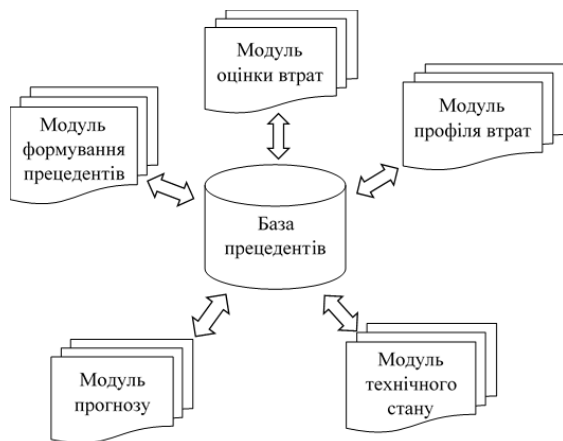 Модуль
оцінки втрат
Модуль
формування
прецедентів
Модуль
профіля втрат
База
прецедентів
Модуль
прогнозу
Модуль
технічного
стану